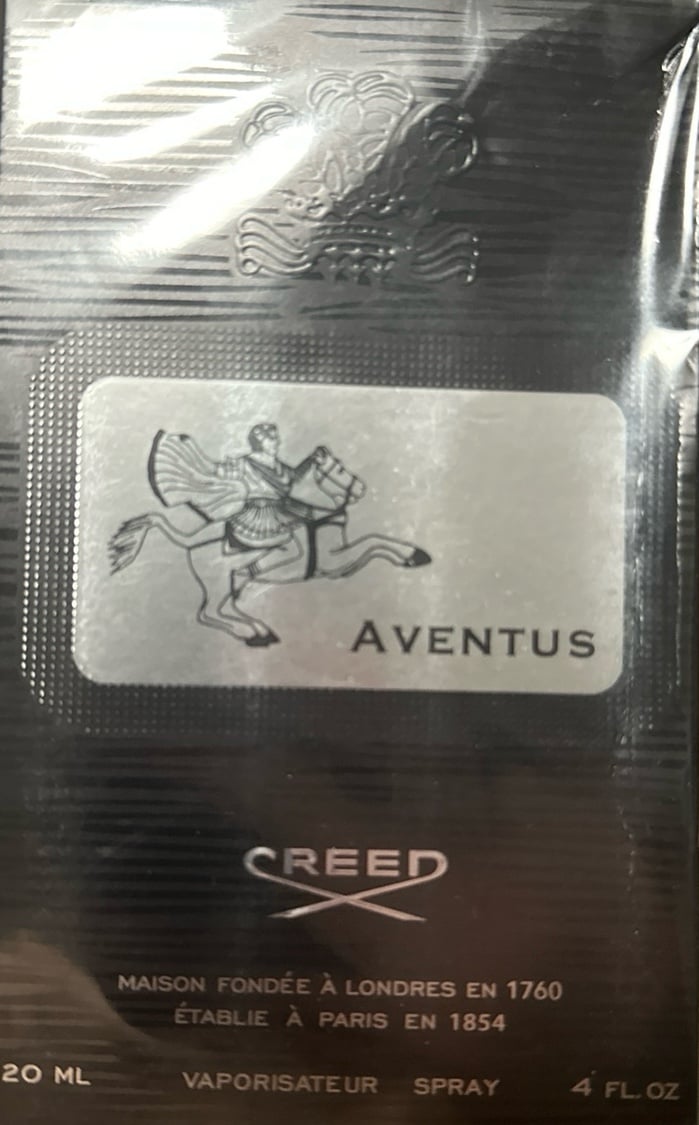 AVENTUS
CREED
MAISON FONDÉE À LONDRES EN 1760
ÉTABLIE À PARIS EN 1854
20 ML VAPORISATEUR SPRAY 4 FL. OZ